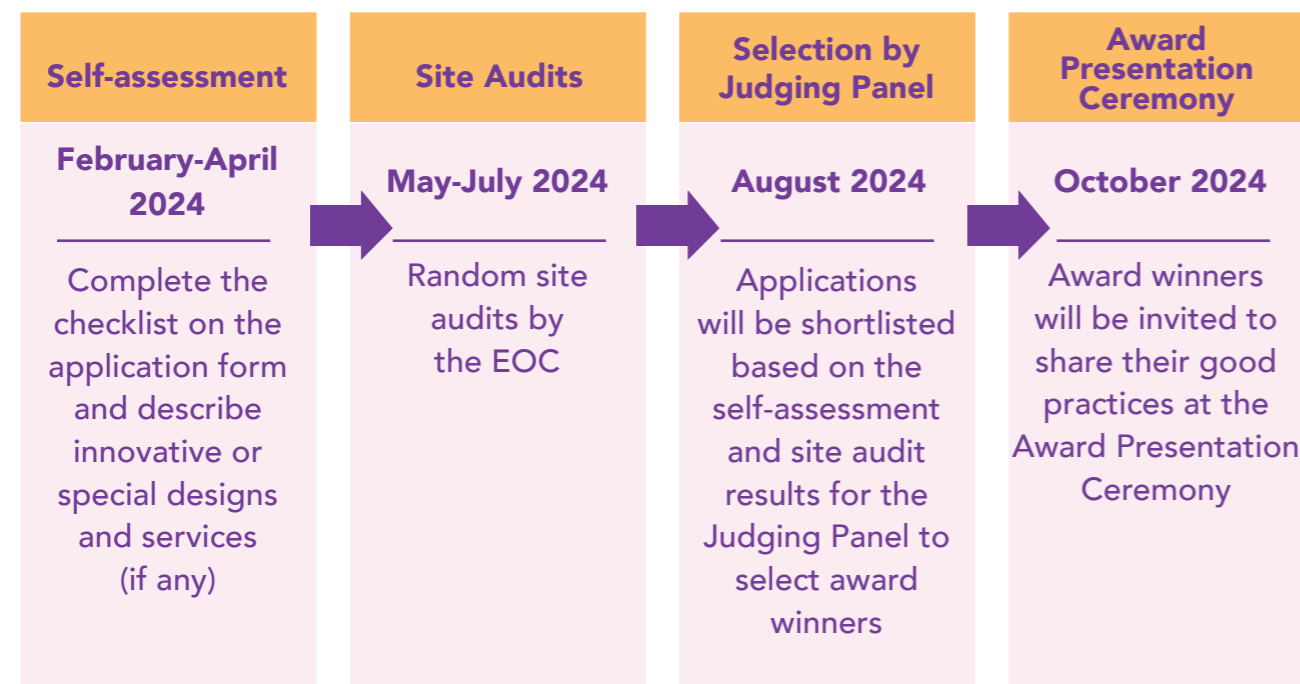 Self-assessment
February-April
2024
Complete the
checklist on the
application form
and describe
innovative or
special designs
and services
(if any)
Site Audits
May-July 2024
Random site
audits by
the EOC
Selection by
Judging Panel
August 2024
Applications
will be shortlisted
based on the
self-assessment
and site audit
results for the
Judging Panel to
select award
winners
Award
Presentation
Ceremony
October 2024
Award winners
will be invited to
share their good
practices at the
Award Presentation
Ceremony